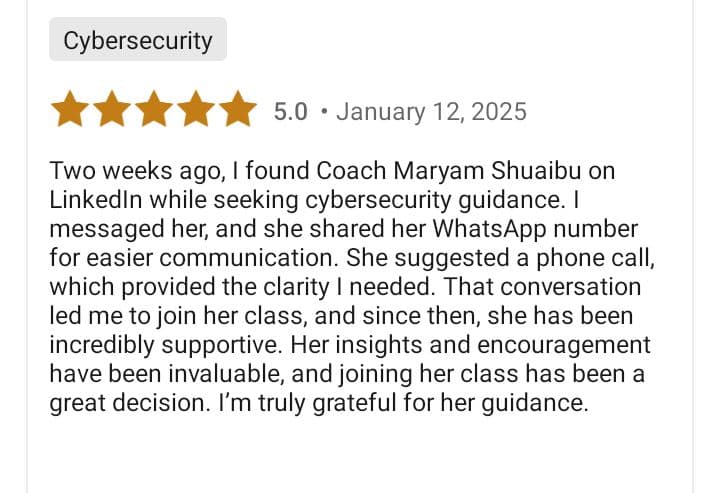 Cybersecurity
5.0 • January 12, 2025
Two weeks ago, I found Coach Maryam Shuaibu on
LinkedIn while seeking cybersecurity guidance. I
messaged her, and she shared her WhatsApp number
for easier communication. She suggested a phone call,
which provided the clarity I needed. That conversation
led me to join her class, and since then, she has been
incredibly supportive. Her insights and encouragement
have been invaluable, and joining her class has been a
great decision. I’m truly grateful for her guidance.